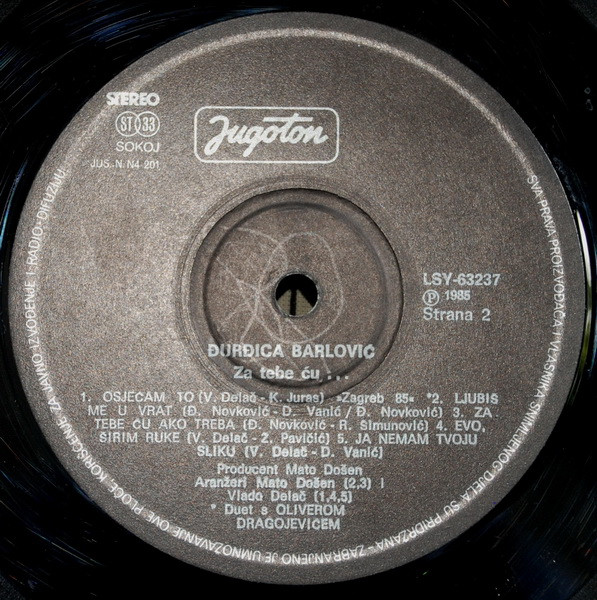 STEREO
ST 33
SOKOJ
JUS. N. N4 201
Jugoton
LSY-63237
Ⓟ 1985
Strana 2
ĐURĐICA BARLOVIĆ
Za tebe ću ...
1. OSJEĆAM TO (V. Delač - K. Juras) »Zagreb 85« *2. LJUBIŠ
ME U VRAT (Đ. Novković - D. Vanić / Đ. Novković) 3. ZA
TEBE ĆU AKO TREBA (Đ. Novković - R. Simunović) 4. EVO,
ŠIRIM RUKE (V. Delač - Z. Pavičić) 5. JA NEMAM TVOJU
SLIKU (V. Delač - D. Vanić)
Producent Mato Došen
Aranžeri Mato Došen (2,3) i
Vlado Delač (1,4,5)
* Duet s OLIVEROM
DRAGOJEVIĆEM
SVA PRAVA PROIZVOĐAČA I VLASNIKA SNIMLJENOG DJELA SU PRIDRŽANA - ZABRANJENO JE UMNOŽAVANJE OVE PLOČE, KORIŠĆENJE ZA JAVNO IZVOĐENJE I RADIO-DIFUZIJU.